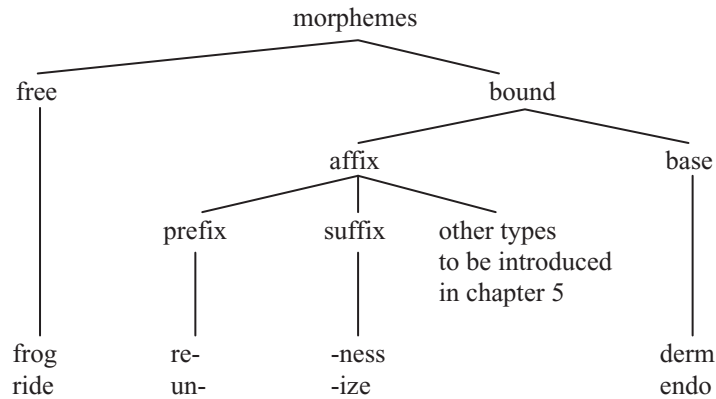 morphemes
free bound
affix base
prefix suffix other types
to be introduced
in chapter 5
frog re- -ness derm
ride un- -ize endo